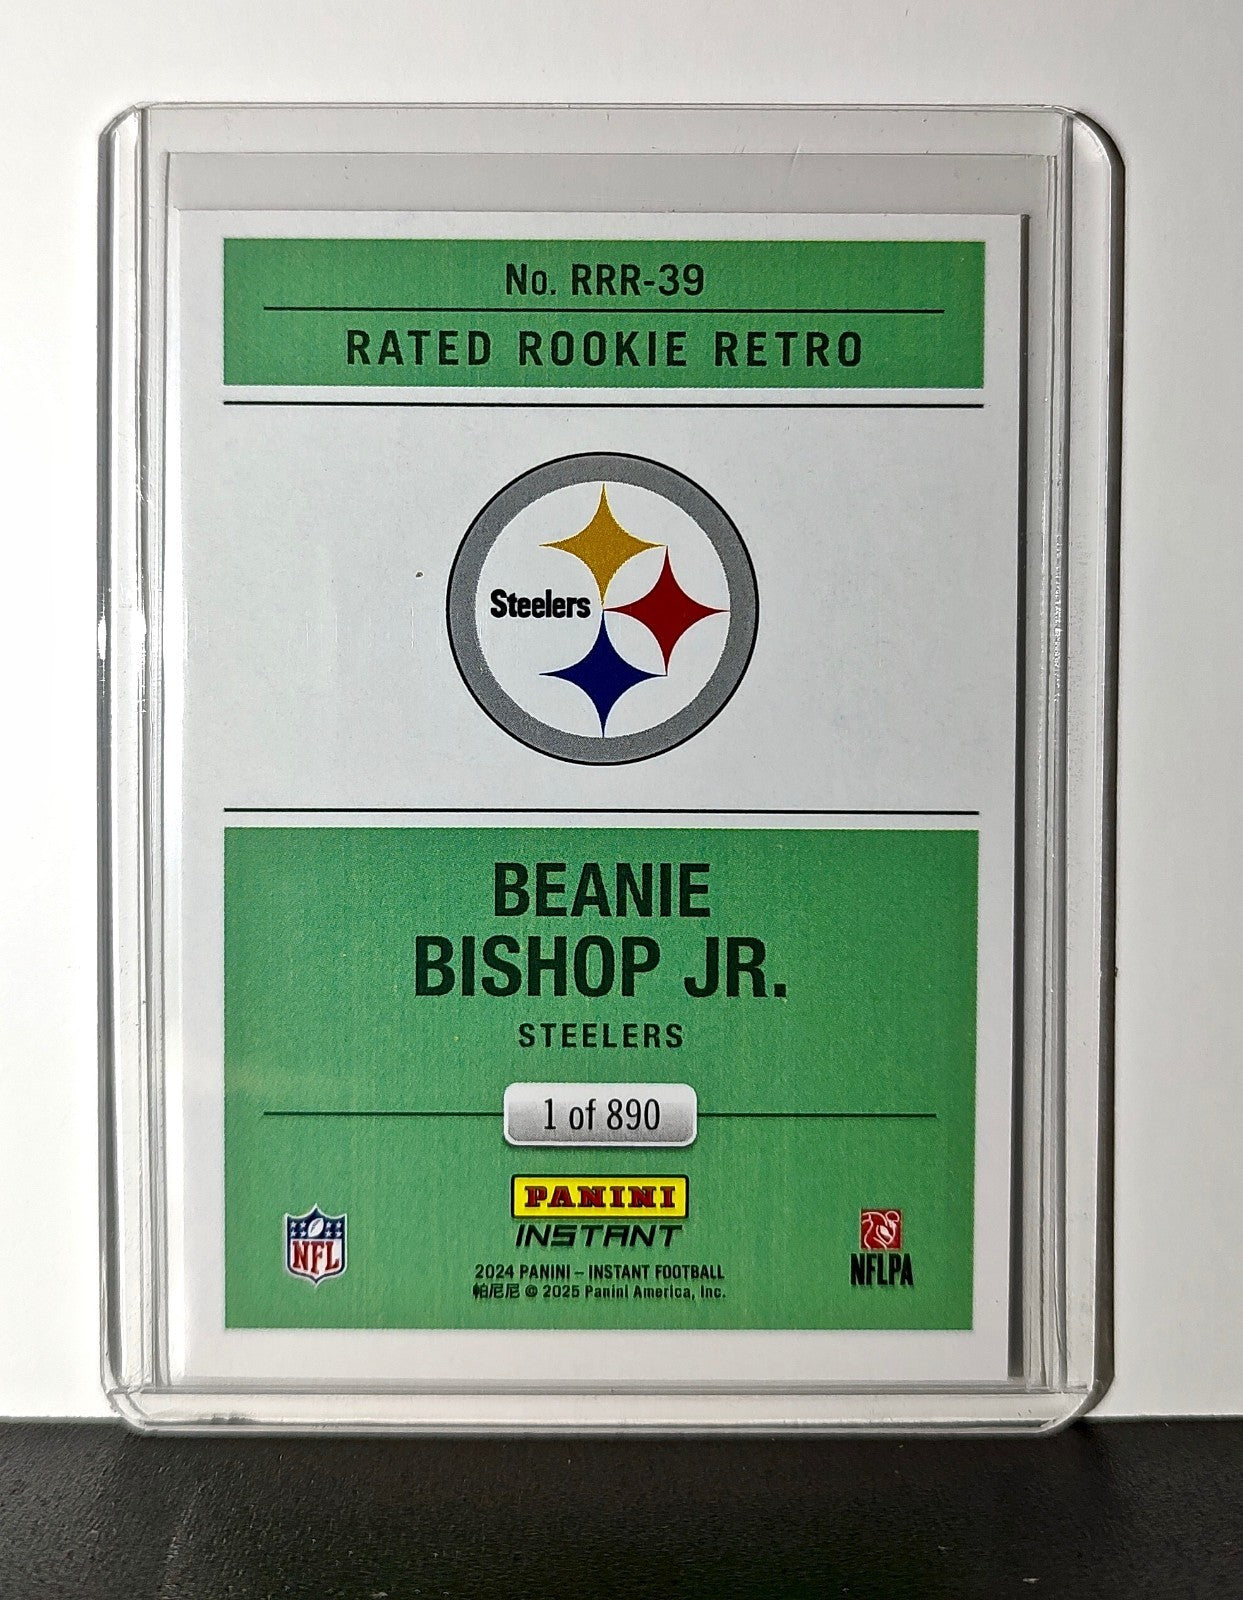 No. RRR-39
RATED ROOKIE RETRO
Steelers
BEANIE
BISHOP JR.
STEELERS
1 of 890
PANINI
INSTANT
NFL
NFLPA
2024 PANINI – INSTANT FOOTBALL
帕尼尼 © 2025 Panini America, Inc.